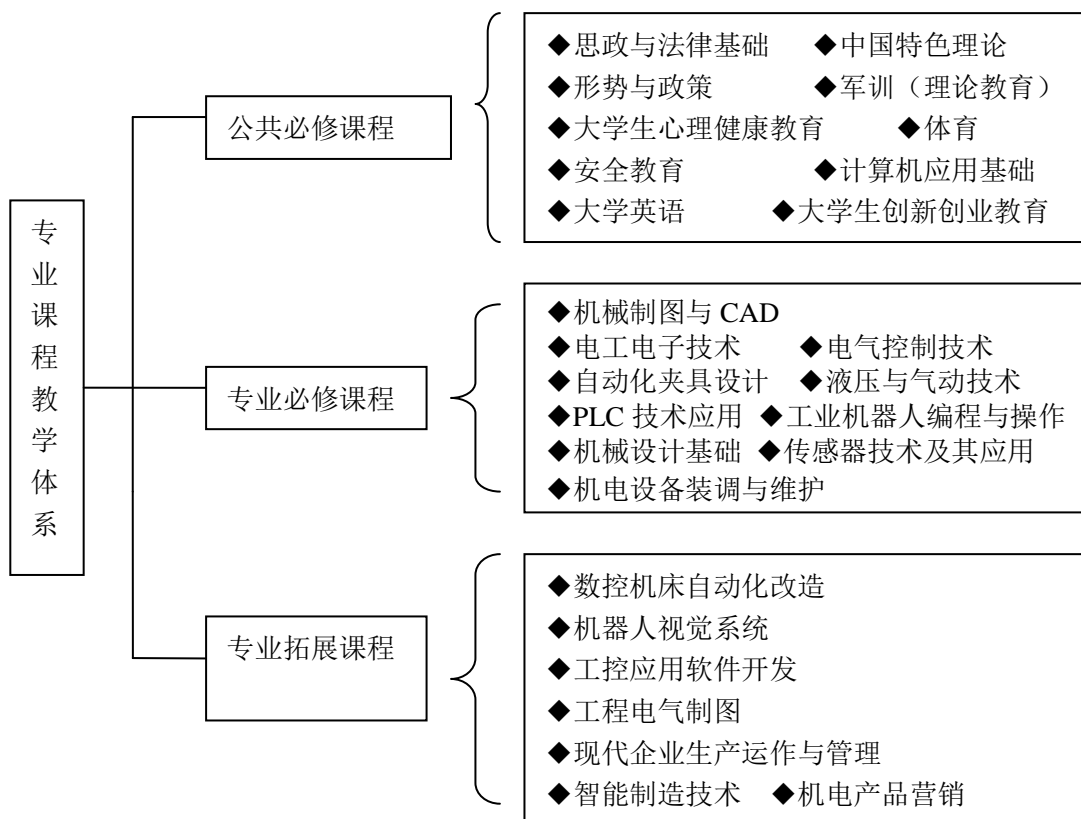 专业课程教学体系
公共必修课程
◆思政与法律基础 ◆中国特色理论
◆形势与政策 ◆军训（理论教育）
◆大学生心理健康教育 ◆体育
◆安全教育 ◆计算机应用基础
◆大学英语 ◆大学生创新创业教育
专业必修课程
◆机械制图与 CAD
◆电工电子技术 ◆电气控制技术
◆自动化夹具设计 ◆液压与气动技术
◆PLC 技术应用 ◆工业机器人编程与操作
◆机械设计基础 ◆传感器技术及其应用
◆机电设备装调与维护
专业拓展课程
◆数控机床自动化改造
◆机器人视觉系统
◆工控应用软件开发
◆工程电气制图
◆现代企业生产运作与管理
◆智能制造技术 ◆机电产品营销